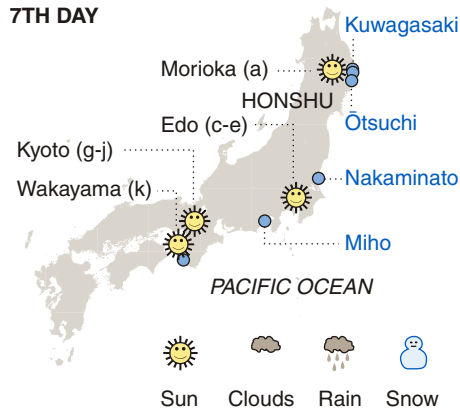 7TH DAY
Kuwagasaki
Morioka (a)
HONSHU
Edo (c-e)
Ōtsuchi
Kyoto (g-j)
Wakayama (k)
Nakaminato
Miho
PACIFIC OCEAN
Sun Clouds Rain Snow